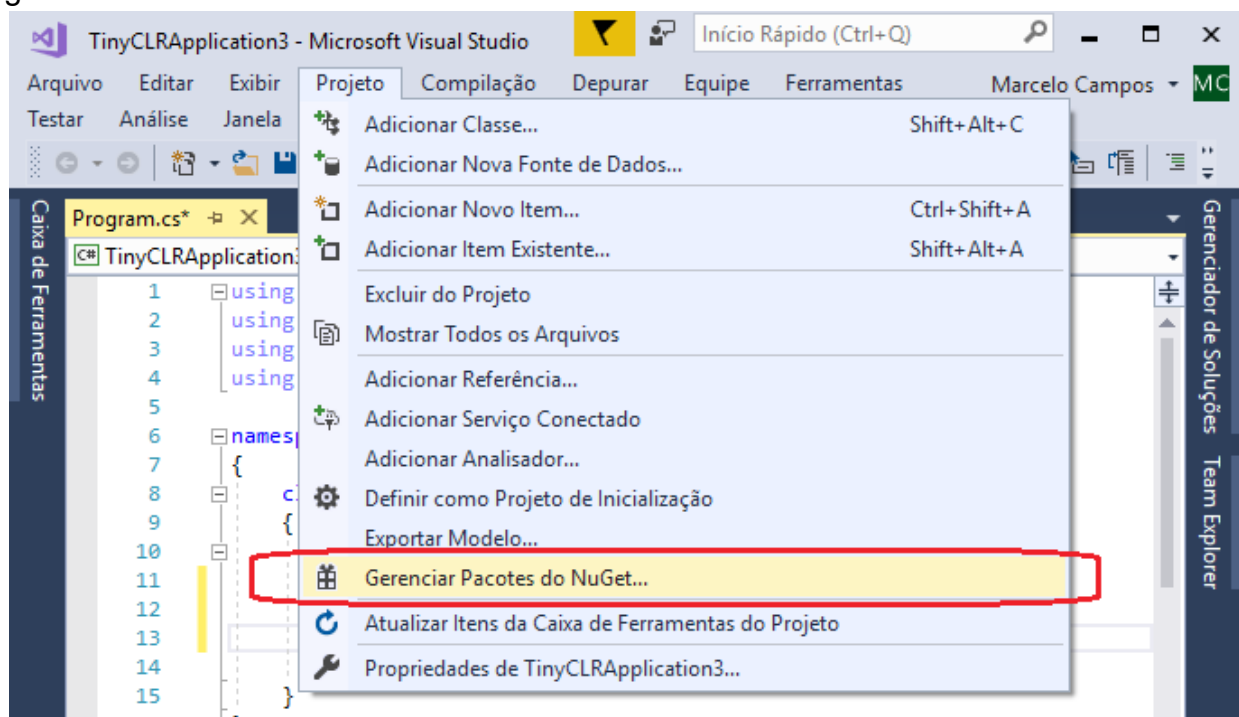 g
TinyCLRApplication3 - Microsoft Visual Studio
Início Rápido (Ctrl+Q)
Arquivo Editar Exibir Projeto Compilação Depurar Equipe Ferramentas Marcelo Campos MC
Testar Análise Janela
Adicionar Classe... Shift+Alt+C
Adicionar Nova Fonte de Dados...
Adicionar Novo Item... Ctrl+Shift+A
Adicionar Item Existente... Shift+Alt+A
Excluir do Projeto
Mostrar Todos os Arquivos
Adicionar Referência...
Adicionar Serviço Conectado
Adicionar Analisador...
Definir como Projeto de Inicialização
Exportar Modelo...
Gerenciar Pacotes do NuGet...
Atualizar Itens da Caixa de Ferramentas do Projeto
Propriedades de TinyCLRApplication3...
Caixa de Ferramentas
Program.cs*
C# TinyCLRApplication
1 using
2 using
3 using
4 using
5
6 namesp
7 {
8 c
9 {
10
11
12
13
14
15 }
Gerenciador de Soluções
Team Explorer